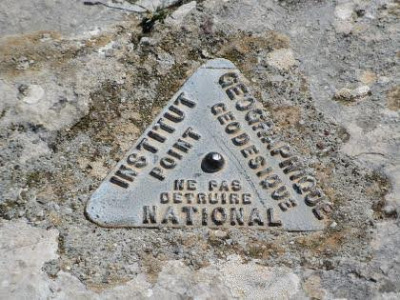 INSTITUT
GEOGRAPHIQUE
NATIONAL
POINT
GEODESIQUE
NE PAS
DETRUIRE